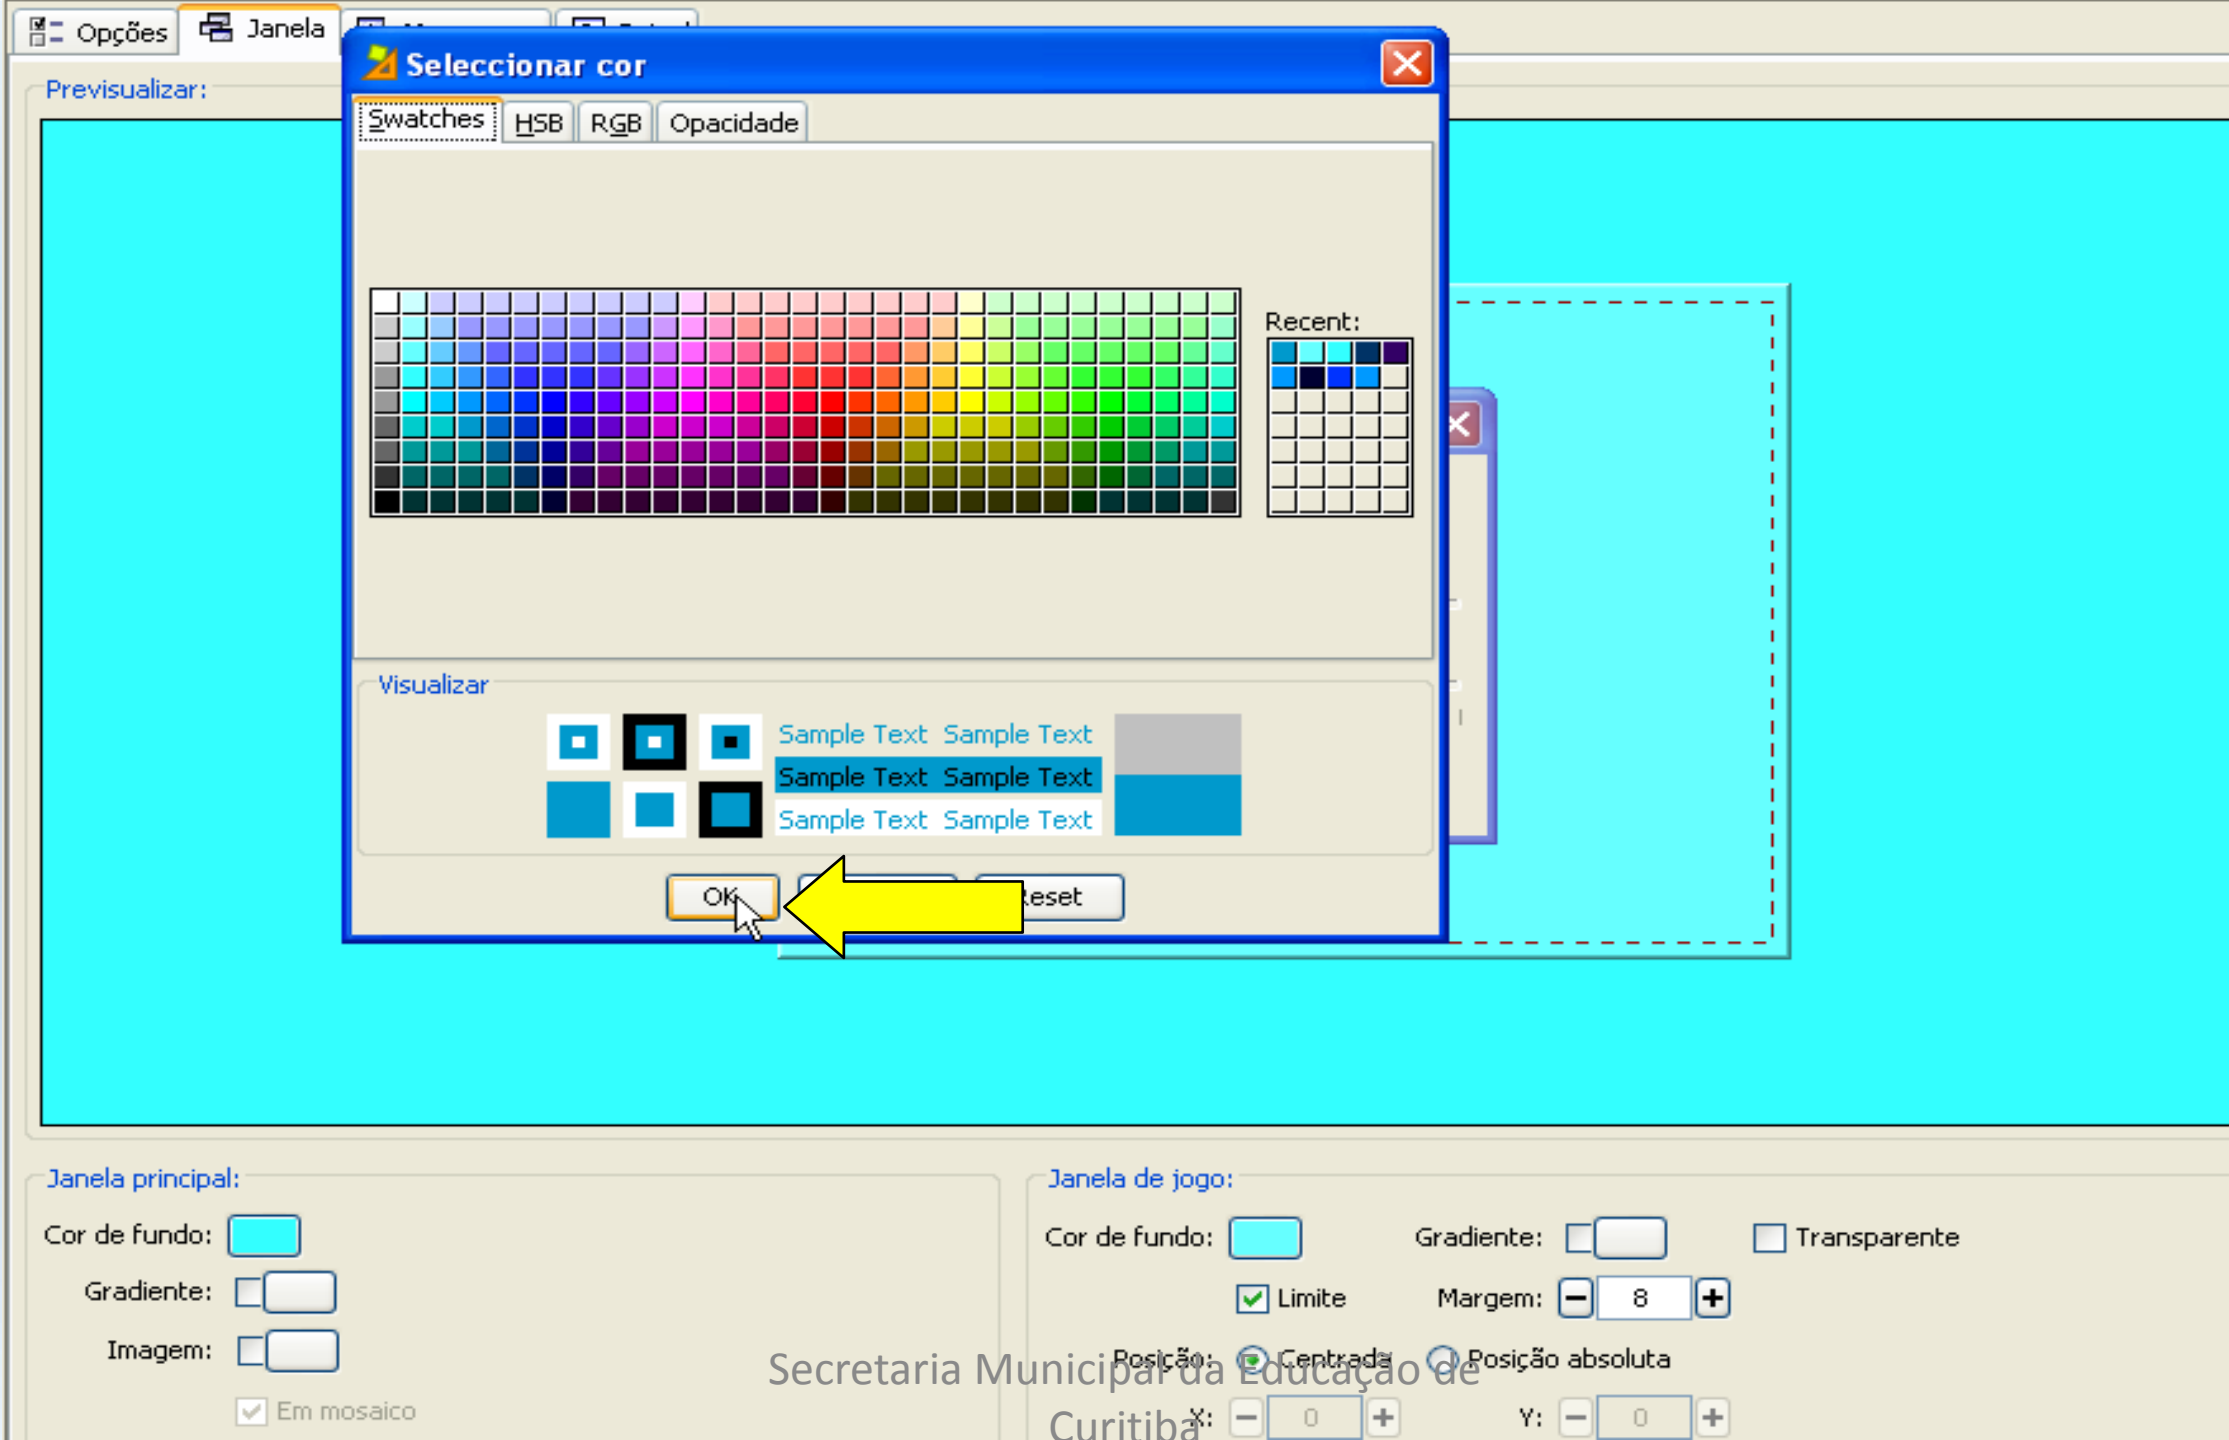 Opções Janela
Previsualizar:
Seleccionar cor
Swatches HSB RGB Opacidade
Recent:
Visualizar
Sample Text Sample Text
Sample Text Sample Text
Sample Text Sample Text
OK
Janela principal:
Cor de fundo:
Gradiente:
Imagem:
Em mosaico
Janela de jogo:
Cor de fundo: Gradiente: Transparente
Limite Margem: 8
Posição: Centrada Posição absoluta
X: 0 Y: 0
Secretaria Municipal da Educação de
Curitiba